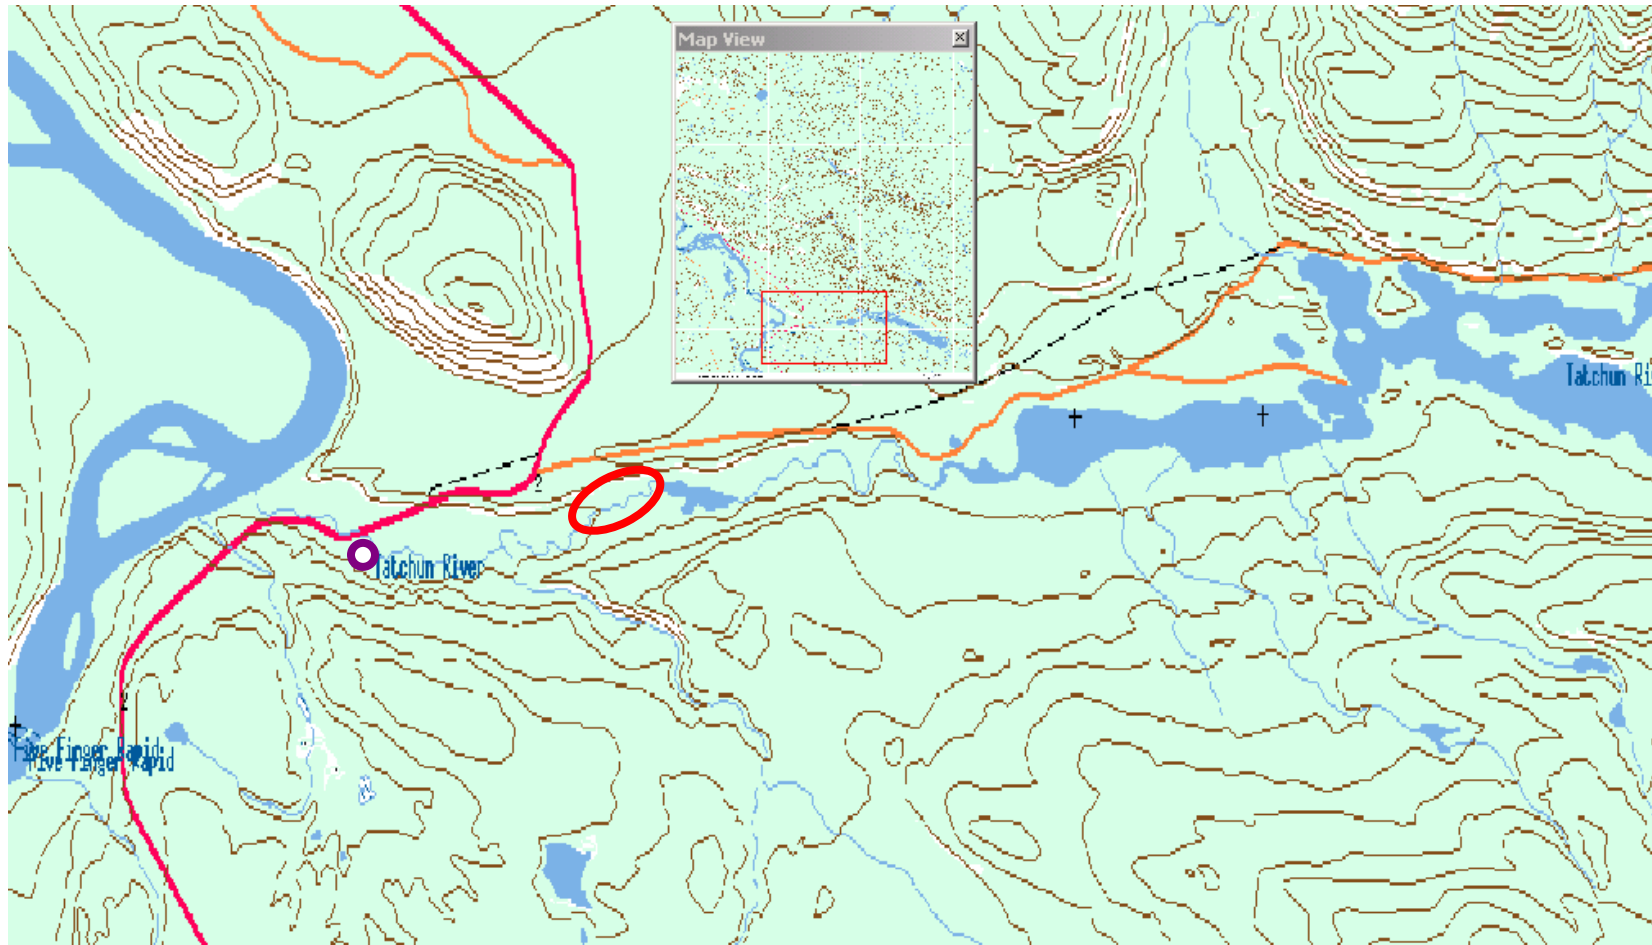 Map View
Tatchun Ri
Tatchun River
Five Finger Rapid
Five Finger Rapid